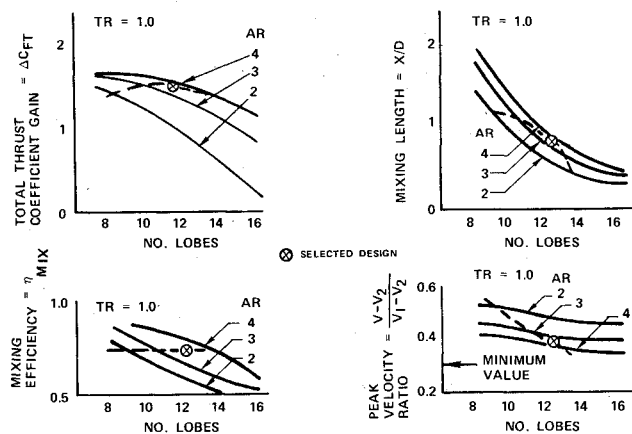 TR = 1.0
AR
4
3
2
2
1
0
TOTAL THRUST
COEFFICIENT GAIN = ΔCFT
8 10 12 14 16
NO. LOBES
TR = 1.0
2
1
0
MIXING LENGTH = X/D
AR
4
3
2
8 10 12 14 16
NO. LOBES
⊗ SELECTED DESIGN
TR = 1.0
AR
4
3
2
1.0
0.5
MIXING
EFFICIENCY = η MIX
8 10 12 14 16
NO. LOBES
TR = 1.0
AR
2
3
4
0.6
0.4
0.2
PEAK
VELOCITY = V-V2 / V1-V2
RATIO
MINIMUM
VALUE
8 10 12 14 16
NO. LOBES